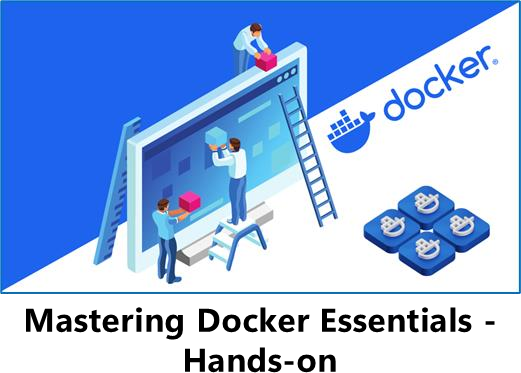 docker®
Mastering Docker Essentials -
Hands-on